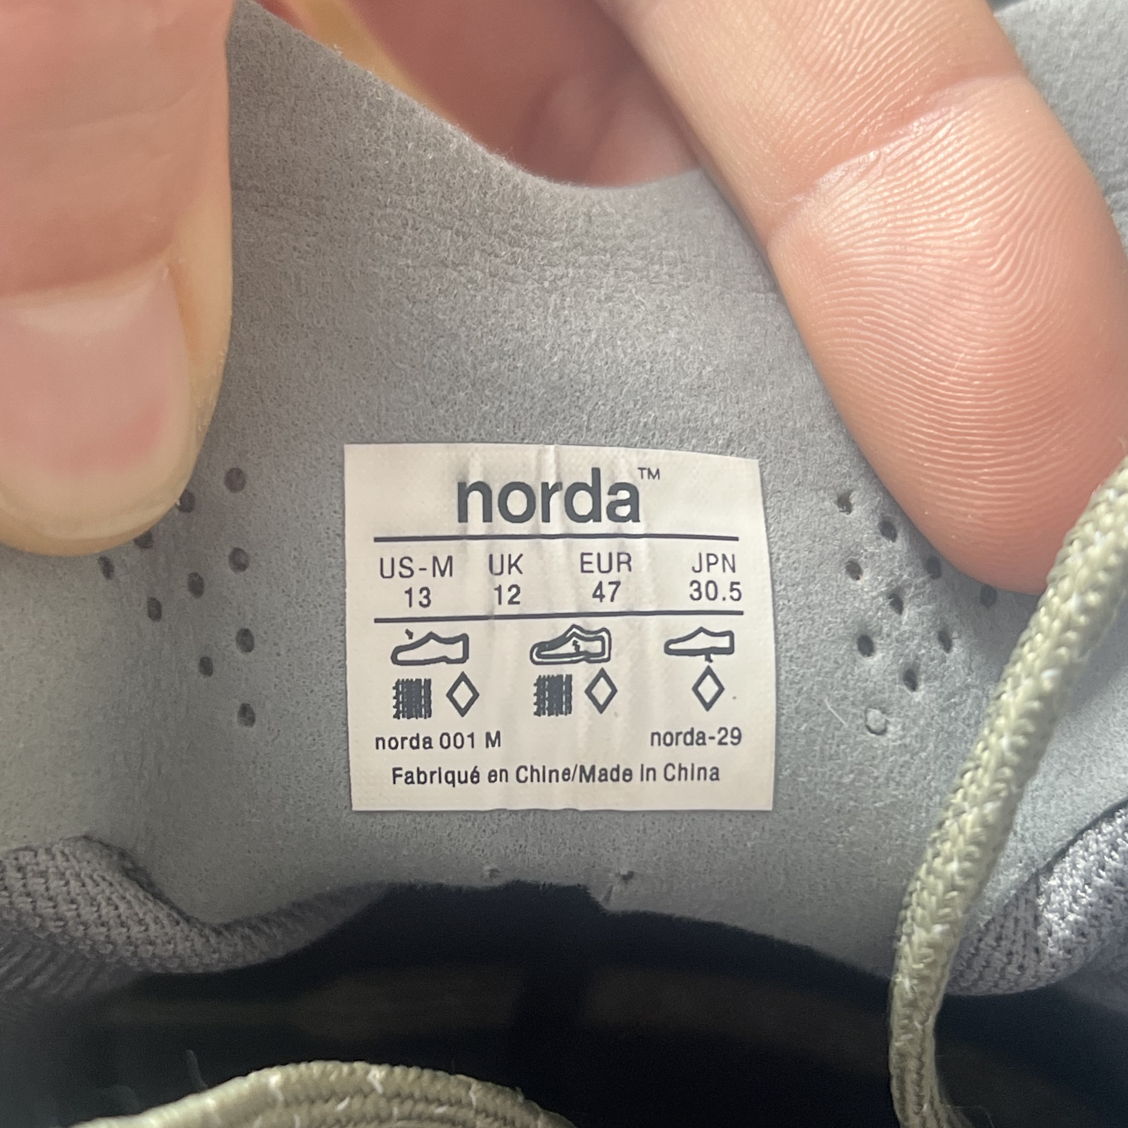 norda™
US-M UK EUR JPN
13 12 47 30.5
norda 001 M norda-29
Fabriqué en Chine/Made in China